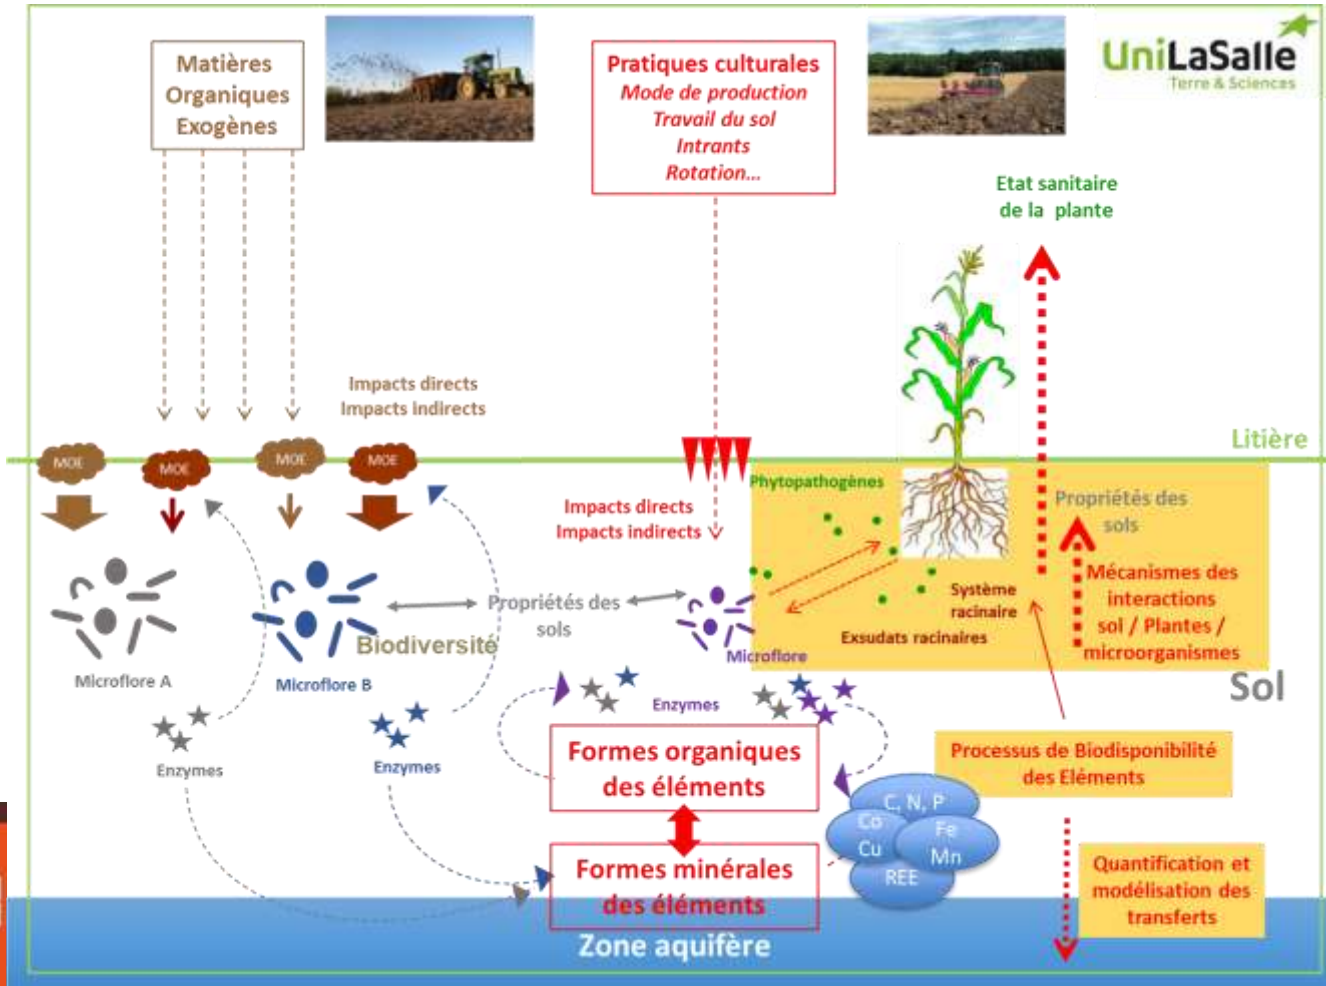 Matières
Organiques
Exogènes
Pratiques culturales
Mode de production
Travail du sol
Intrants
Rotation...
UniLaSalle
Terre & Sciences
Etat sanitaire
de la plante
Impacts directs
Impacts indirects
Litière
MOE
MOE
MOE
MOE
Phytopathogènes
Impacts directs
Impacts indirects
Propriétés des
sols
Mécanismes des
interactions
sol / Plantes /
microorganismes
Système
racinaire
Exsudats racinaires
Propriétés des
sols
Biodiversité
Microflore
Microflore A
Microflore B
Sol
Enzymes
Enzymes
Enzymes
Formes organiques
des éléments
Processus de Biodisponibilité
des Eléments
C, N, P
Co
Cu
Fe
Mn
REE
Formes minérales
des éléments
Quantification et
modélisation des
transferts
Zone aquifère